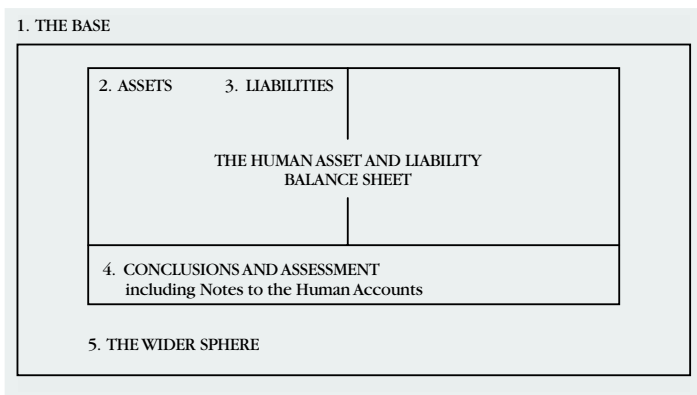 1. THE BASE
2. ASSETS 3. LIABILITIES
THE HUMAN ASSET AND LIABILITY
BALANCE SHEET
4. CONCLUSIONS AND ASSESSMENT
including Notes to the Human Accounts
5. THE WIDER SPHERE